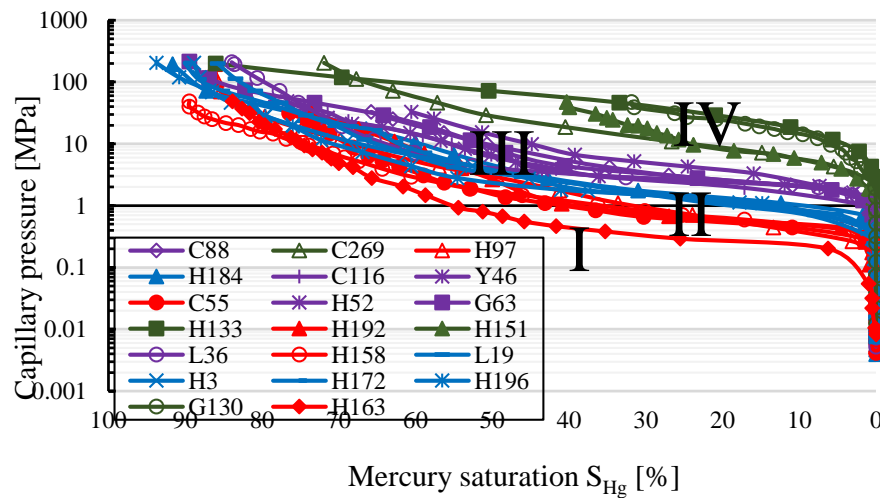 1000
100
10
1
0.1
0.01
0.001
Capillary pressure [MPa]
III
IV
II
I
C88 C269 H97
H184 C116 Y46
C55 H52 G63
H133 H192 H151
L36 H158 L19
H3 H172 H196
G130 H163
100 90 80 70 60 50 40 30 20 10 0
Mercury saturation S_Hg [%]